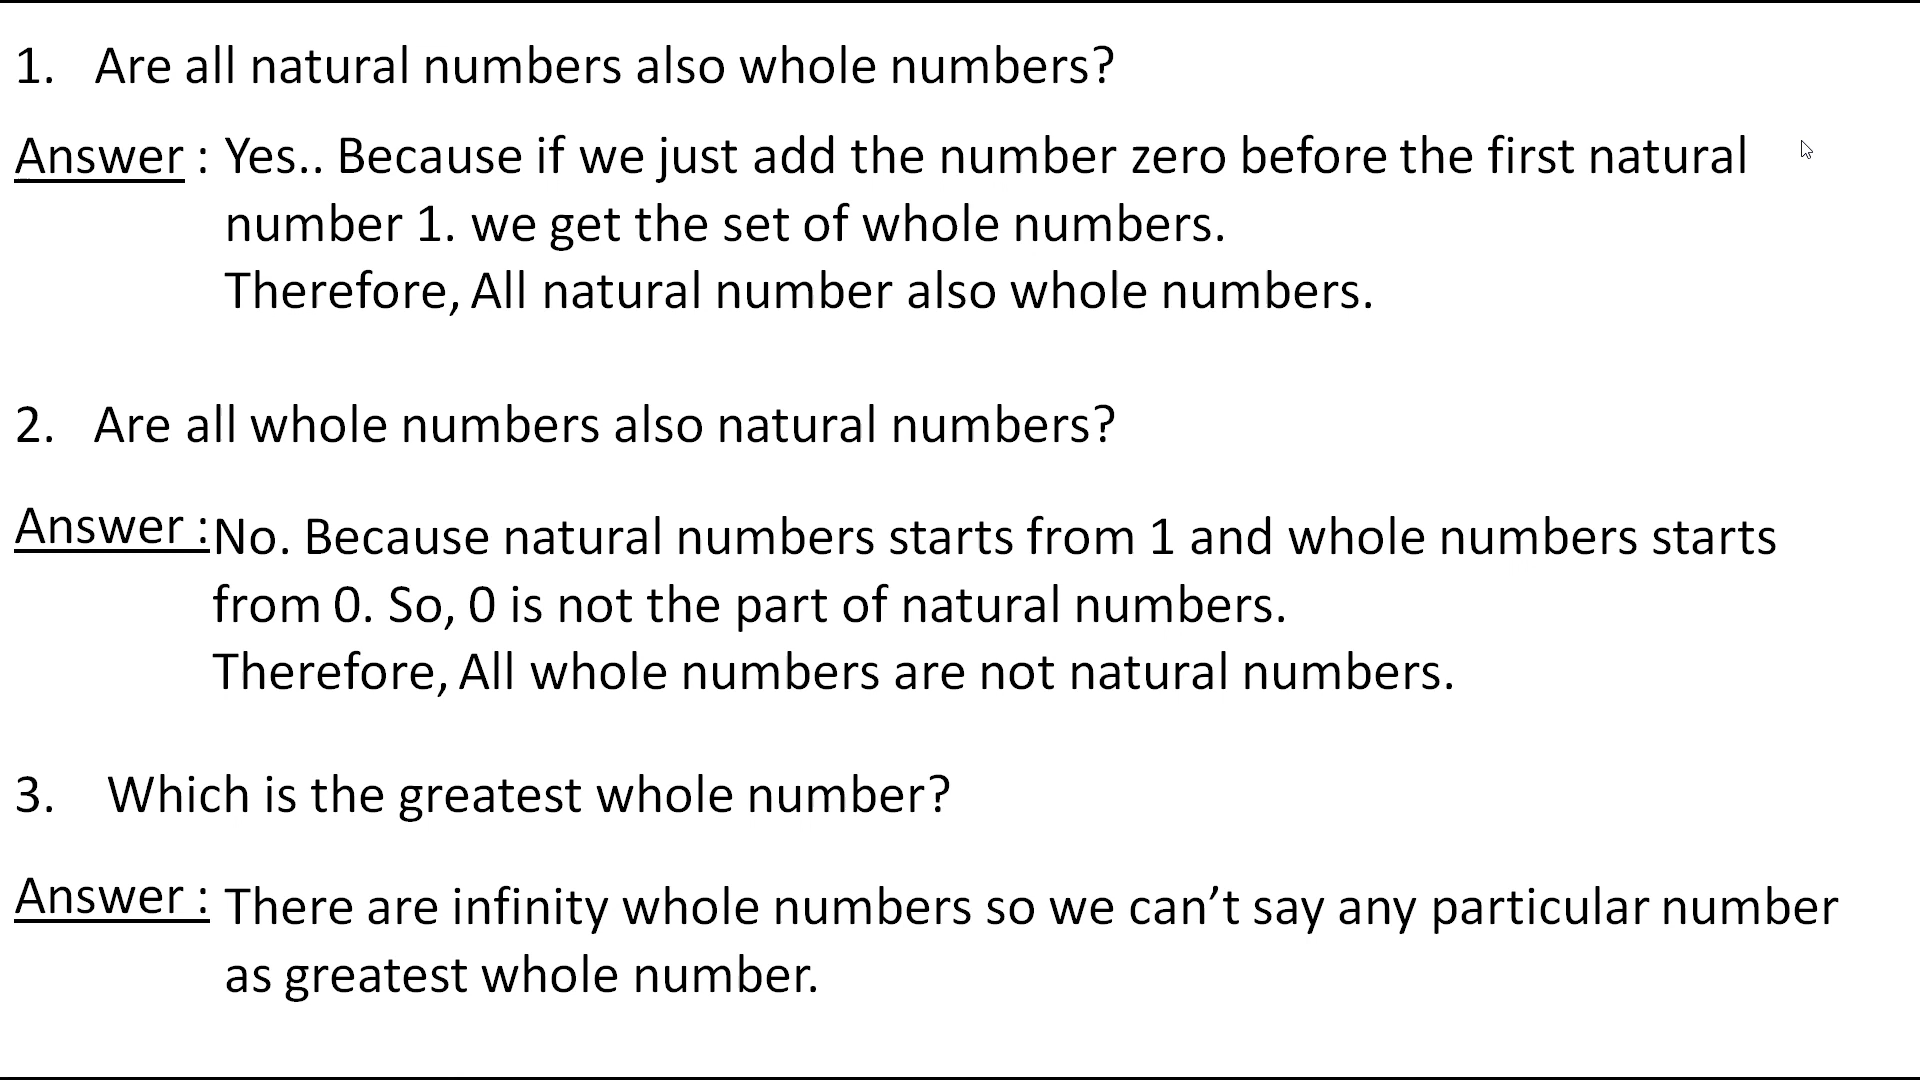 1. Are all natural numbers also whole numbers?
Answer : Yes.. Because if we just add the number zero before the first natural
number 1. we get the set of whole numbers.
Therefore, All natural number also whole numbers.
2. Are all whole numbers also natural numbers?
Answer : No. Because natural numbers starts from 1 and whole numbers starts
from 0. So, 0 is not the part of natural numbers.
Therefore, All whole numbers are not natural numbers.
3. Which is the greatest whole number?
Answer : There are infinity whole numbers so we can’t say any particular number
as greatest whole number.